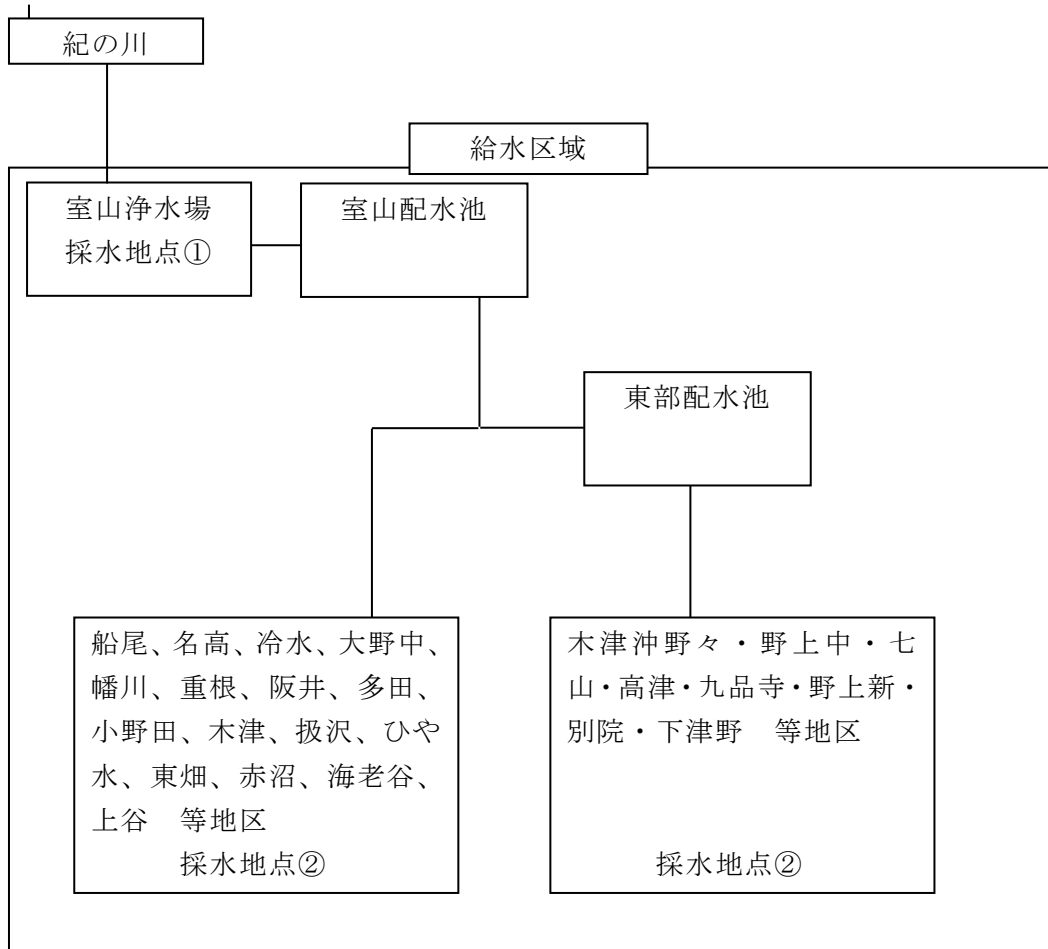 紀の川
給水区域
室山浄水場
採水地点①
室山配水池
東部配水池
船尾、名高、冷水、大野中、
幡川、重根、阪井、多田、
小野田、木津、扱沢、ひや
水、東畑、赤沼、海老谷、
上谷　等地区
採水地点②
木津沖野々・野上中・七
山・高津・九品寺・野上新・
別院・下津野　等地区
採水地点②